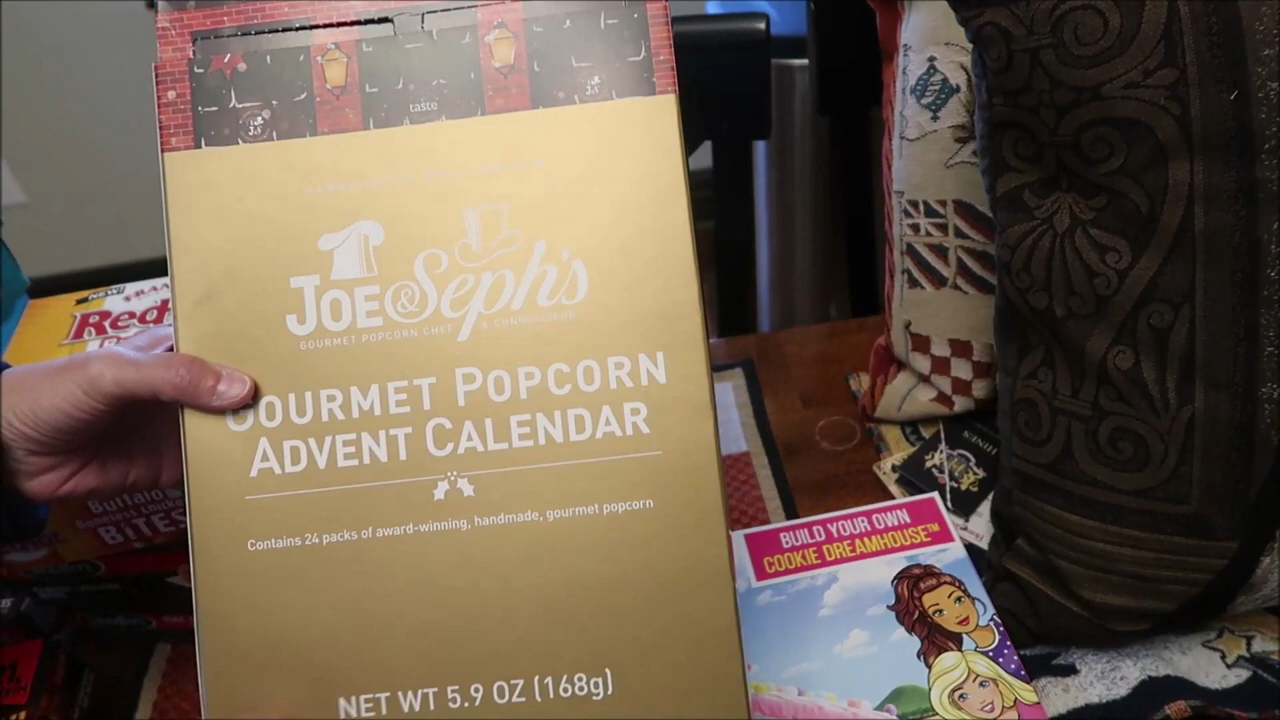 taste
JOE & Seph's
GOURMET POPCORN CHEF & CONNOISSEUR
GOURMET POPCORN
ADVENT CALENDAR
Contains 24 packs of award-winning, handmade, gourmet popcorn
NET WT 5.9 OZ (168g)
NEW!
Red
Buffalo
BITES
BUILD YOUR OWN
COOKIE DREAMHOUSE™
HINES